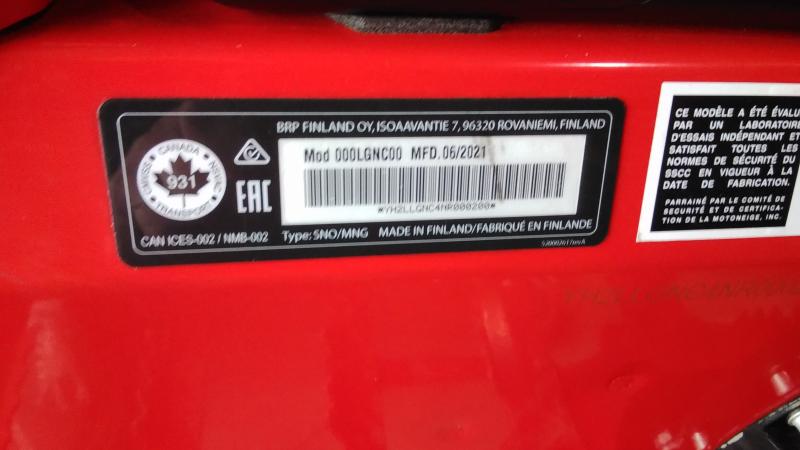 BRP FINLAND OY, ISOAAVANTIE 7, 96320 ROVANIEMI, FINLAND
CANADA
931
TRANSPORT
EAC
Mod 000LGNC00 MFD. 06/2021
*YH2LLGNC4NR000200*
CAN ICES-002 / NMB-002
Type: SNO/MNG MADE IN FINLAND/FABRIQUÉ EN FINLANDE
CE MODÈLE A ÉTÉ ÉVALU
PAR UN LABORATOIRE
D'ESSAIS INDÉPENDANT ET
SATISFAIT TOUTES LES
NORMES DE SÉCURITÉ DU
SSCC EN VIGUEUR À LA
DATE DE FABRICATION.
PARRAINÉ PAR LE COMITÉ DE
SÉCURITÉ ET DE CERTIFICA-
TION DE LA MOTONEIGE, INC.